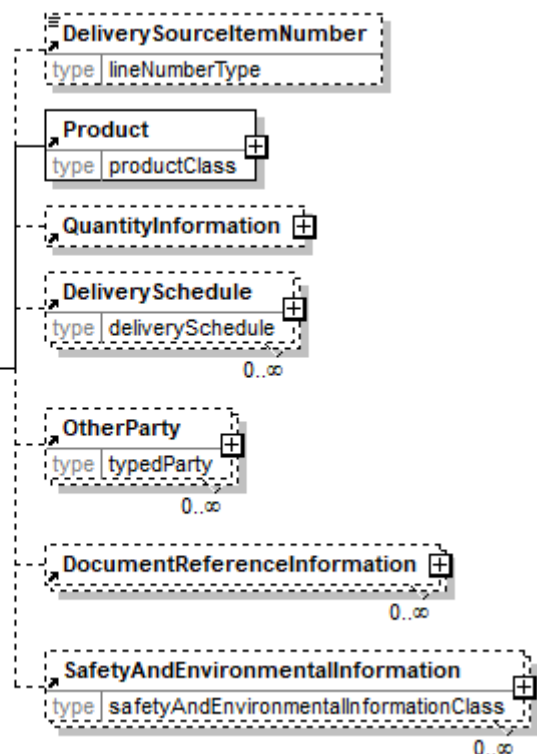 DeliverySourceItemNumber
type lineNumberType
Product
type productClass
QuantityInformation
DeliverySchedule
type deliverySchedule
0..∞
OtherParty
type typedParty
0..∞
DocumentReferenceInformation
0..∞
SafetyAndEnvironmentalInformation
type safetyAndEnvironmentalInformationClass
0..∞